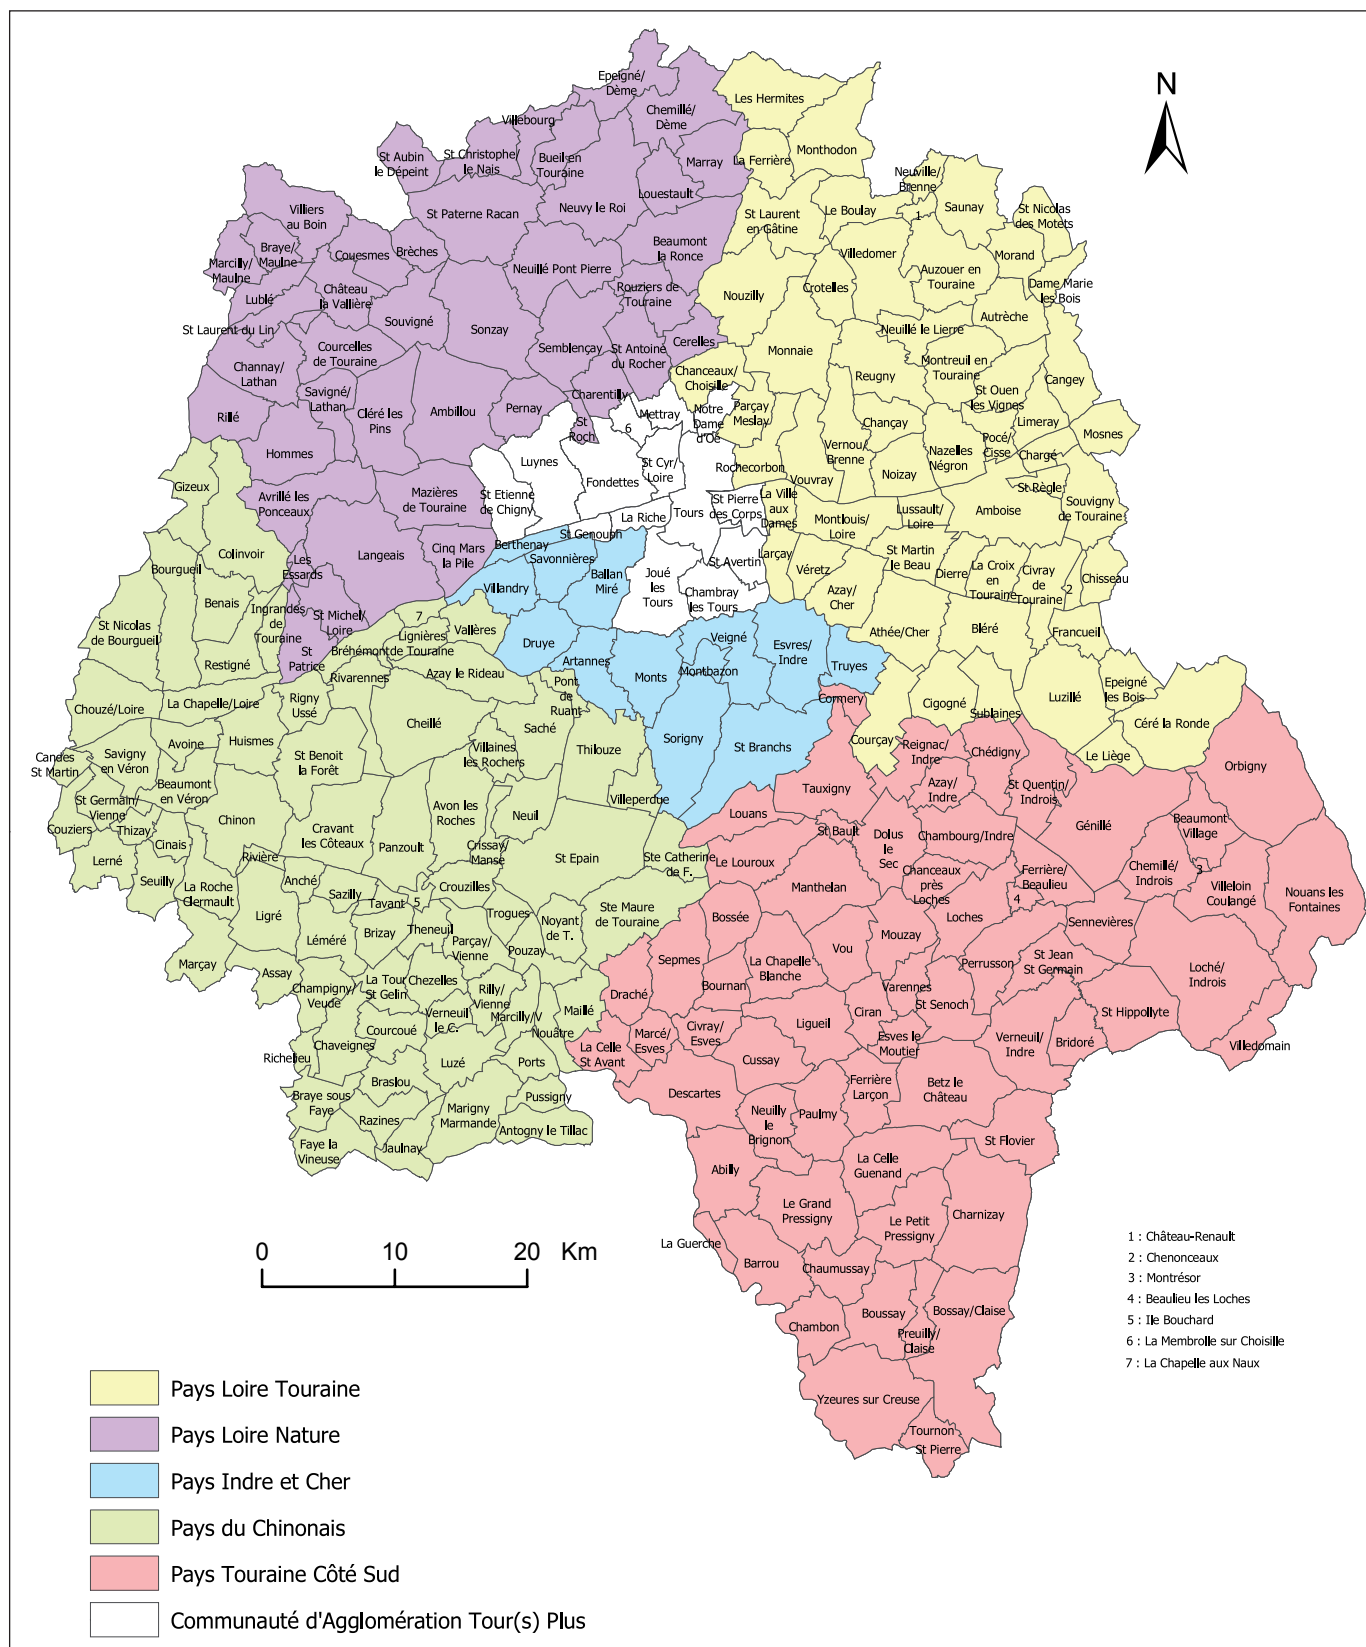 N
Epeigné/
Dème
Les Hermites
Chemillé/
Dème
Villebourg
Monthodon
St Aubin
le Dépeint
St Christophe/
le Nais
Bueil en
Touraine
Marray
La Ferrière
Neuville/
Brenne
Louestault
Villiers
au Boin
St Paterne Racan
Neuvy le Roi
St Laurent
en Gâtine
Le Boulay
1
Saunay
St Nicolas
des Motets
Braye/
Maulne
Couesmes
Brèches
Beaumont
la Ronce
Villedomer
Morand
Marcilly/
Maulne
Neuillé Pont Pierre
Auzouer en
Touraine
Lublé
Château
la Vallière
Rouziers de
Touraine
Nouzilly
Crotelles
Dame Marie
les Bois
Autrèche
St Laurent du Lin
Souvigné
Sonzay
Neuillé le Lierre
Courcelles
de Touraine
Semblençay
St Antoine
du Rocher
Cerelles
Monnaie
Montreuil en
Touraine
Channay/
Lathan
Chanceaux/
Choisille
Reugny
St Ouen
les Vignes
Cangey
Savigné/
Lathan
Charentilly
Rillé
Cléré les
Pins
Ambillou
Pernay
Mettray
Notre
Dame
d'Oé
Parçay
Meslay
Chançay
Limeray
St
Roch
6
Mosnes
Hommes
Luynes
St Cyr/
Loire
Vernou/
Brenne
Nazelles
Négron
Pocé/
Cisse
Chargé
Gizeux
Fondettes
Rochecorbon
Vouvray
Noizay
St Règle
Avrillé les
Ponceaux
Mazières
de Touraine
St Etienne
de Chigny
St Pierre
des Corps
La Ville
aux
Dames
Souvigny
de Touraine
La Riche
Tours
Montlouis/
Loire
Lussault/
Loire
Amboise
Colinvoir
Langeais
Cinq Mars
la Pile
Berthenay
St Genouph
Savonnières
Larçay
St Martin
le Beau
Bourgueil
Les
Essards
Ballan
Miré
Joué
les
Tours
St Avertin
Véretz
Dierre
La Croix
en
Touraine
Civray
de
Touraine
2
Chisseau
Benais
Villandry
Chambray
les Tours
Azay/
Cher
Ingrandes
de
Touraine
St Michel/
Loire
7
St Nicolas
de Bourgueil
Lignières
de Touraine
Vallères
Druye
Veigné
Esvres/
Indre
Athée/Cher
Bléré
Francueil
Restigné
St
Patrice
Bréhémont
Artannes
Monts
Montbazon
Truyes
Rivarennes
Azay le Rideau
Pont
de
Ruant
Luzillé
Epeigné
les Bois
Chouzé/Loire
La Chapelle/Loire
Rigny
Ussé
Cormery
Cigogné
Sublaines
Céré la Ronde
Cheillé
Saché
Sorigny
St Branchs
Courçay
Reignac/
Indre
Chédigny
Le Liège
Candes
St Martin
Savigny
en Véron
Avoine
Huismes
St Benoit
la Forêt
Villaines
les Rochers
Thilouze
Orbigny
Beaumont
en Véron
Villeperdue
Tauxigny
Azay/
Indre
St Quentin/
Indrois
St Germain/
Vienne
Avon les
Roches
Neuil
Louans
Génillé
Beaumont
Village
Couziers
Thizay
Chinon
Cravant
les Côteaux
St Bault
Dolus
le
Sec
Chambourg/Indre
Cinais
Panzoult
Crissay/
Manse
St Epain
Ste Catherine
de F.
Le Louroux
Lerné
Rivière
Chanceaux
près
Loches
Ferrière/
Beaulieu
Chemillé/
Indrois
3
Seuilly
La Roche
Clermault
Anché
Sazilly
Tavant
5
Crouzilles
Manthelan
4
Villeloin
Coulangé
Nouans les
Fontaines
Ligré
Trogues
Ste Maure
de Touraine
Bossée
Loches
Sennevières
Léméré
Brizay
Theneuil
Noyant
de T.
Mouzay
Marçay
Parçay/
Vienne
Pouzay
Sepmes
La Chapelle
Blanche
Vou
Perrusson
St Jean
St Germain
Assay
Champigny/
Veude
La Tour
St Gelin
Chezelles
Rilly/
Vienne
Bournan
Varennes
Loché/
Indrois
Draché
St Senoch
Verneuil
le C.
Marcilly/V
Maillé
Civray/
Esves
Ciran
St Hippollyte
Courcoué
Nouâtre
Marcé/
Esves
Ligueil
Esves le
Moutier
Verneuil/
Indre
Bridoré
Chaveignes
Richelieu
La Celle
St Avant
Cussay
Villedomain
Luzé
Ports
Braslou
Descartes
Ferrière
Larçon
Betz le
Château
Braye sous
Faye
Pussigny
Neuilly
le
Brignon
Paulmy
Razines
Marigny
Marmande
Antogny le Tillac
Faye la
Vineuse
Jaulnay
St Flovier
Abilly
La Celle
Guenand
Le Grand
Pressigny
Le Petit
Pressigny
Charnizay
La Guerche
Barrou
Chaumussay
Boussay
Bossay/Claise
Chambon
Preuilly/
Claise
Yzeures sur Creuse
Tournon
St Pierre
0 10 20 Km
1 : Château-Renault
2 : Chenonceaux
3 : Montrésor
4 : Beaulieu les Loches
5 : Ile Bouchard
6 : La Membrolle sur Choisille
7 : La Chapelle aux Naux
Pays Loire Touraine
Pays Loire Nature
Pays Indre et Cher
Pays du Chinonais
Pays Touraine Côté Sud
Communauté d'Agglomération Tour(s) Plus